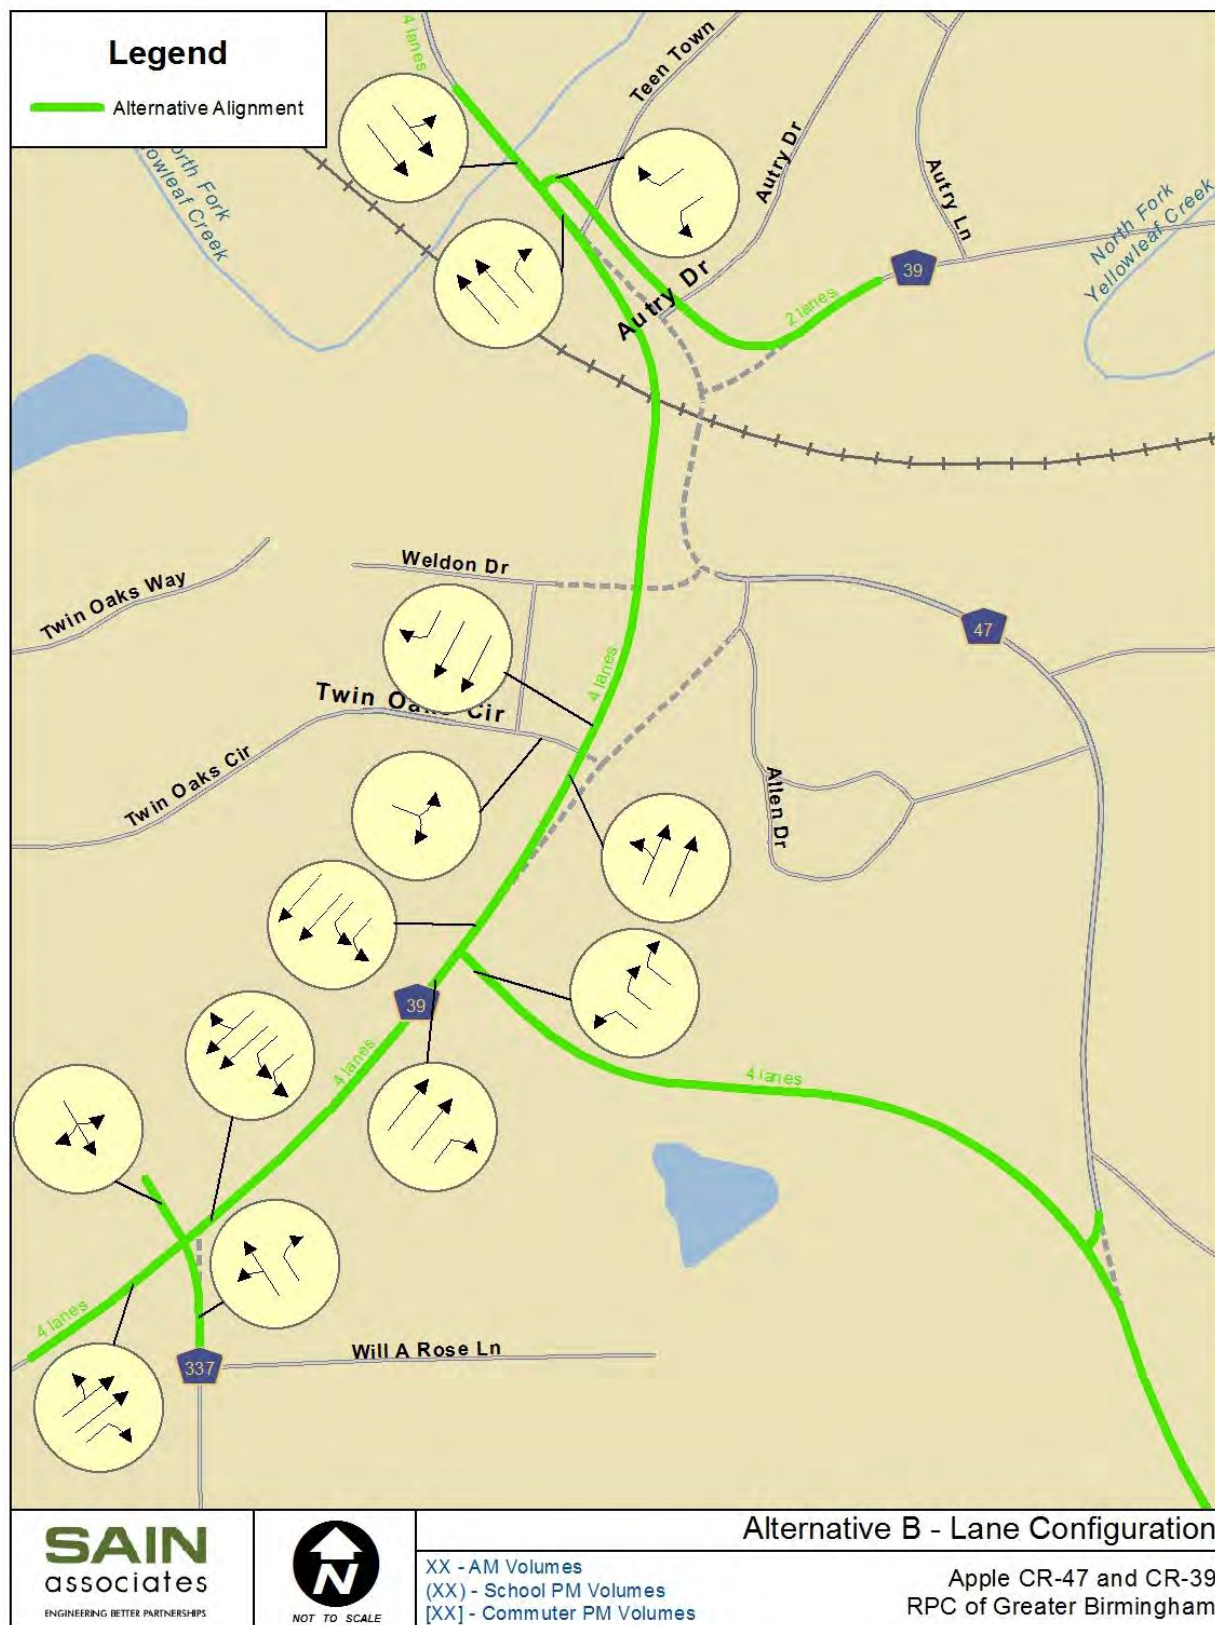 Legend
Alternative Alignment
4 lanes
Teen Town
Autry Dr
Autry Ln
North Fork
Yellowleaf Creek
39
2 lanes
Autry Dr
Weldon Dr
Twin Oaks Way
47
4 lanes
Twin Oaks Cir
Twin Oaks Cir
Allen Dr
39
4 lanes
4 lanes
4 lanes
337
Will A Rose Ln
SAIN
associates
ENGINEERING BETTER PARTNERSHIPS
N
NOT TO SCALE
Alternative B - Lane Configuration
XX - AM Volumes
(XX) - School PM Volumes
[XX] - Commuter PM Volumes
Apple CR-47 and CR-39
RPC of Greater Birmingham